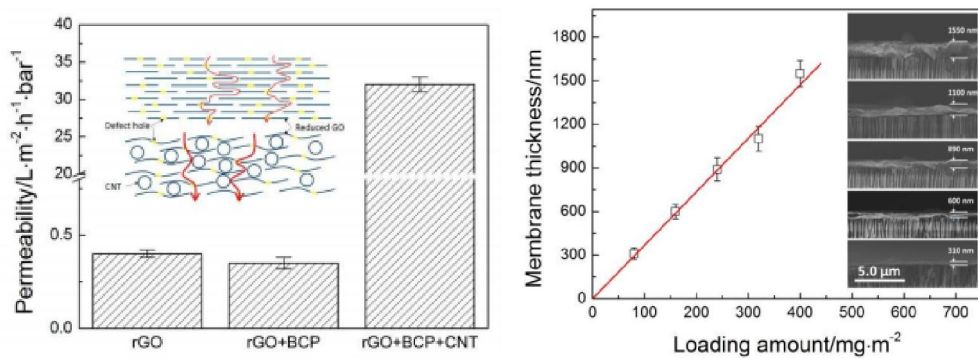 Permeability/L·m⁻²·h⁻¹·bar⁻¹
40
35
30
25
20
0.5
0.0
Defect hole
Reduced GO
CNT
rGO
rGO+BCP
rGO+BCP+CNT
Membrane thickness/nm
1800
1500
1200
900
600
300
0
100
200
300
400
500
600
700
Loading amount/mg·m⁻²
1550 nm
1100 nm
890 nm
600 nm
310 nm
5.0 μm